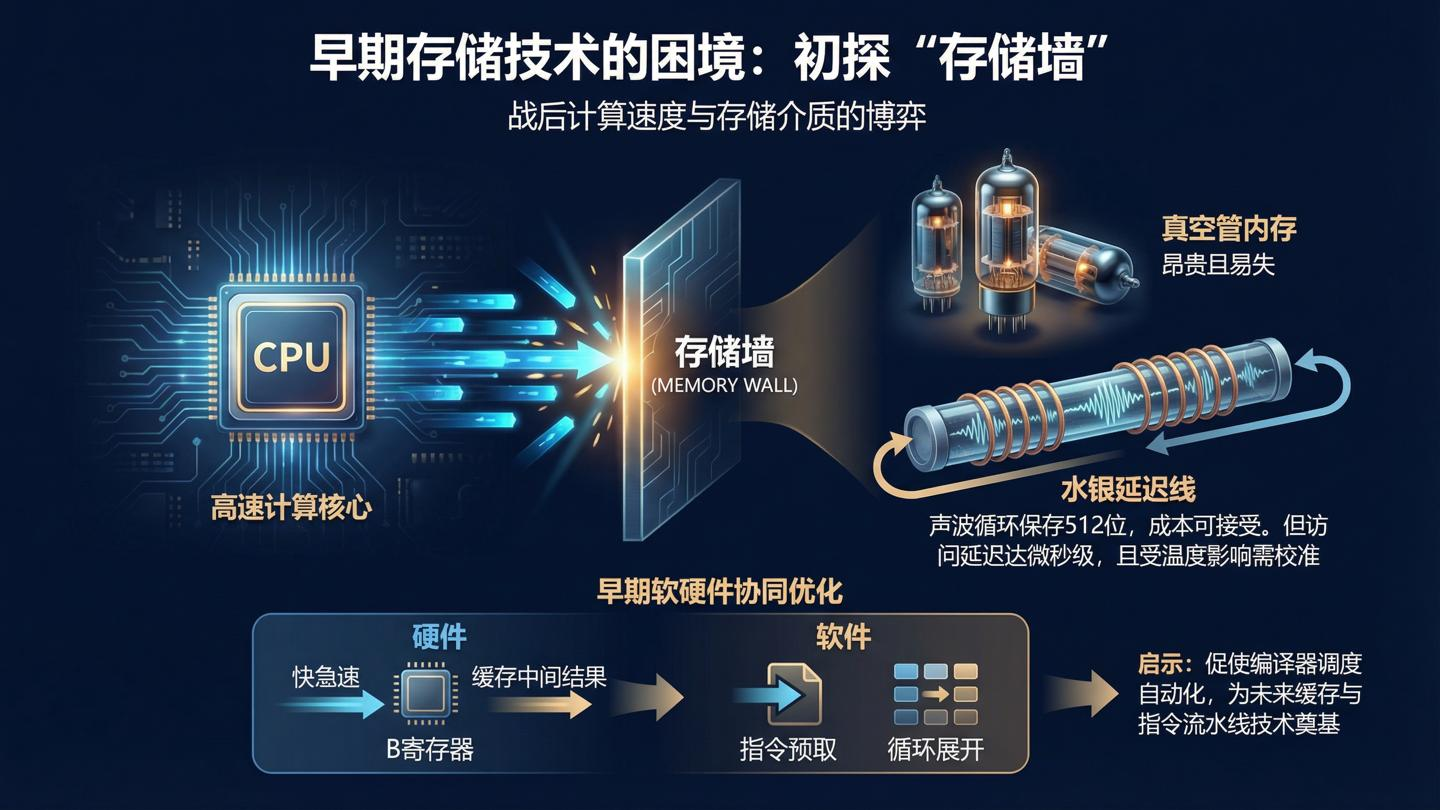 早期存储技术的困境：初探“存储墙”
战后计算速度与存储介质的博弈
CPU
高速计算核心
存储墙
(MEMORY WALL)
真空管内存
昂贵且易失
水银延迟线
声波循环保存512位，成本可接受。但访
问延迟达微秒级，且受温度影响需校准
早期软硬件协同优化
硬件
快急速
缓存中间结果
B寄存器
软件
指令预取
循环展开
启示：促使编译器调度
自动化，为未来缓存与
指令流水线技术奠基